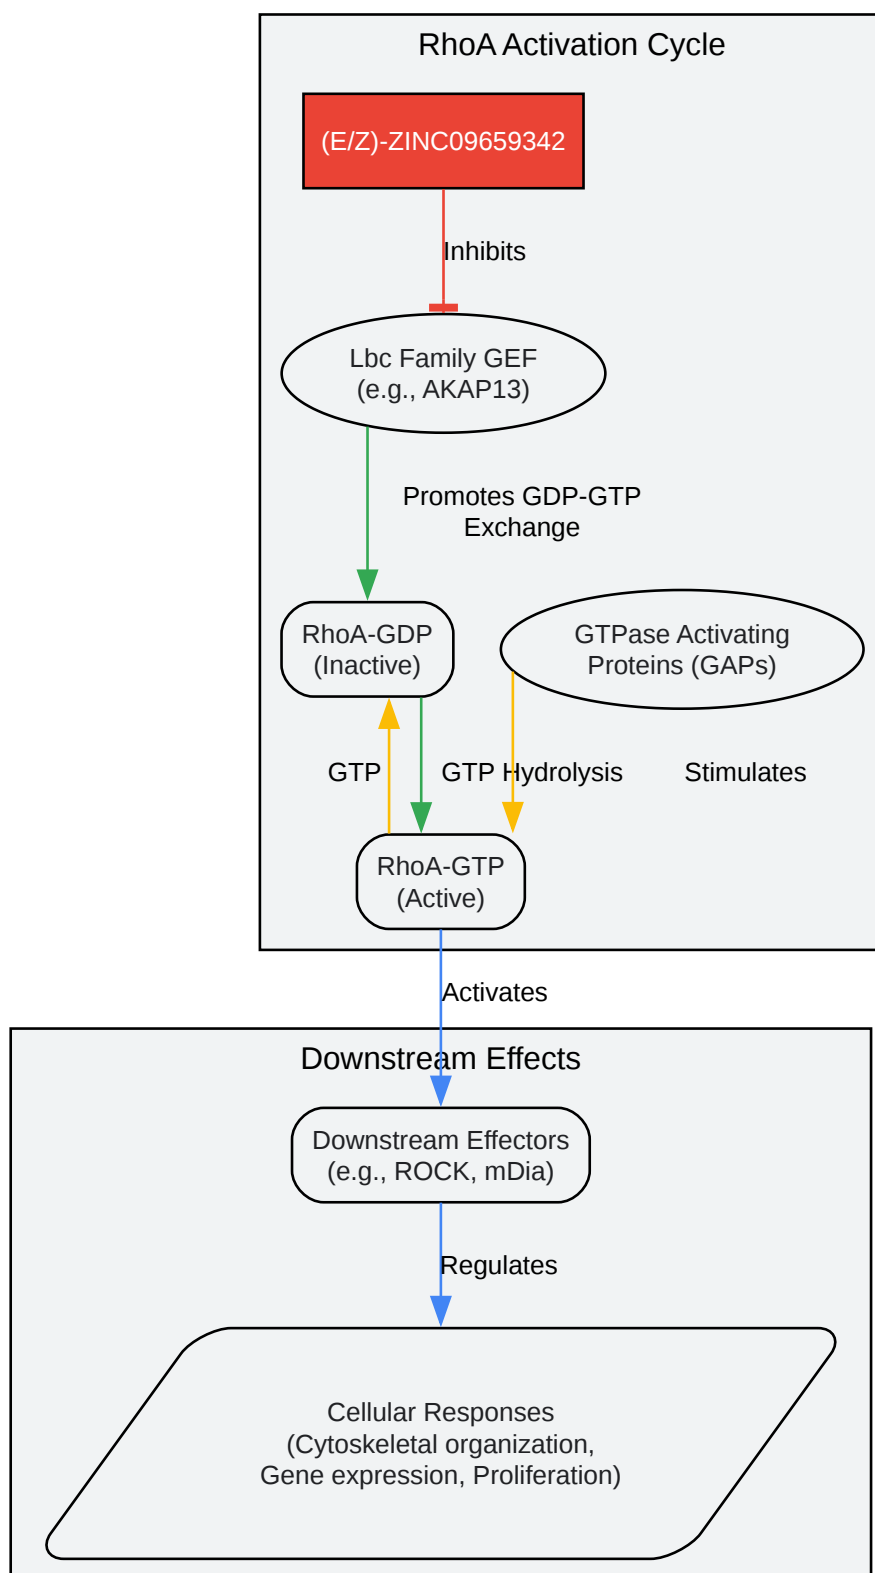 RhoA Activation Cycle
(E/Z)-ZINC09659342
Inhibits
Lbc Family GEF
(e.g., AKAP13)
Promotes GDP-GTP
Exchange
RhoA-GDP
(Inactive)
GTPase Activating
Proteins (GAPs)
GTP
GTP Hydrolysis
Stimulates
RhoA-GTP
(Active)
Activates
Downstream Effects
Downstream Effectors
(e.g., ROCK, mDia)
Regulates
Cellular Responses
(Cytoskeletal organization,
Gene expression, Proliferation)